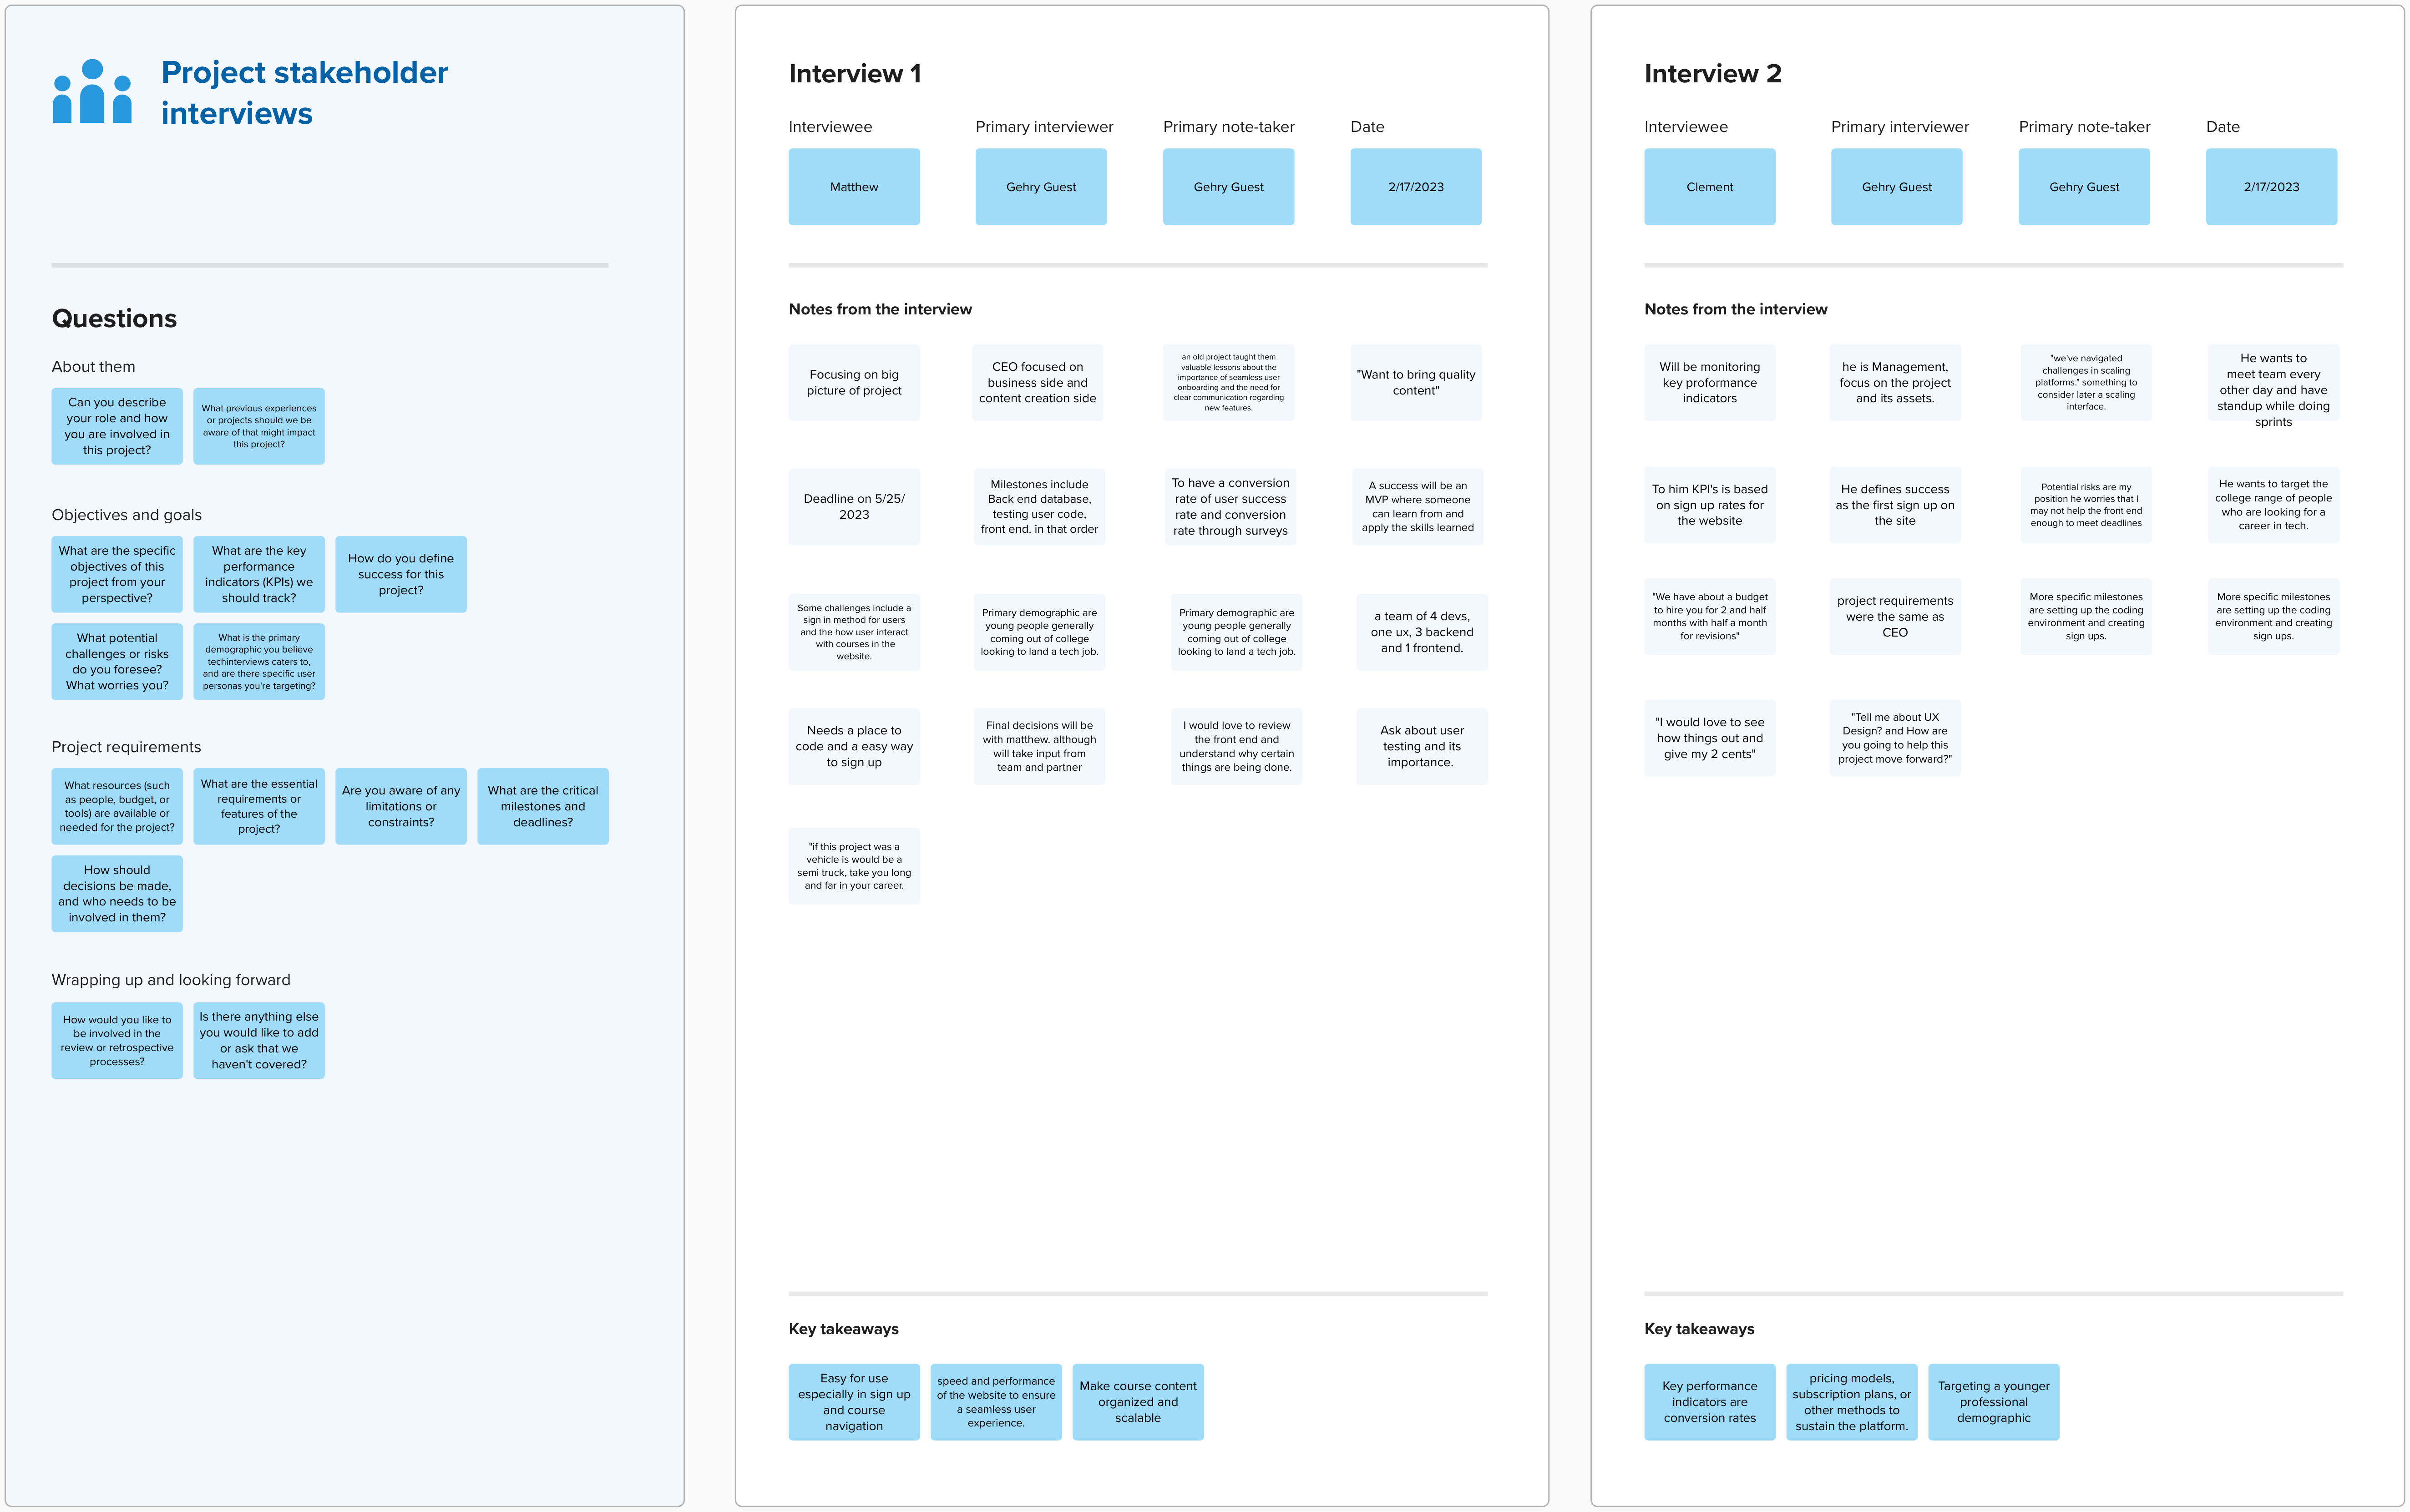 Project stakeholder
interviews
Questions
About them
Can you describe
your role and how
you are involved in
this project?
What previous experiences
or projects should we be
aware of that might impact
this project?
Objectives and goals
What are the specific
objectives of this
project from your
perspective?
What are the key
performance
indicators (KPIs) we
should track?
How do you define
success for this
project?
What potential
challenges or risks
do you foresee?
What worries you?
What is the primary
demographic you believe
techinterviews caters to,
and are there specific user
personas you're targeting?
Project requirements
What resources (such
as people, budget, or
tools) are available or
needed for the project?
What are the essential
requirements or
features of the
project?
Are you aware of any
limitations or
constraints?
What are the critical
milestones and
deadlines?
How should
decisions be made,
and who needs to be
involved in them?
Wrapping up and looking forward
How would you like to
be involved in the
review or retrospective
processes?
Is there anything else
you would like to add
or ask that we
haven't covered?
Interview 1
Interviewee
Primary interviewer
Primary note-taker
Date
Matthew
Gehry Guest
Gehry Guest
2/17/2023
Notes from the interview
Focusing on big
picture of project
CEO focused on
business side and
content creation side
an old project taught them
valuable lessons about the
importance of seamless user
onboarding and the need for
clear communication regarding
new features.
"Want to bring quality
content"
Deadline on 5/25/
2023
Milestones include
Back end database,
testing user code,
front end. in that order
To have a conversion
rate of user success
rate and conversion
rate through surveys
A success will be an
MVP where someone
can learn from and
apply the skills learned
Some challenges include a
sign in method for users
and the how user interact
with courses in the
website.
Primary demographic are
young people generally
coming out of college
looking to land a tech job.
Primary demographic are
young people generally
coming out of college
looking to land a tech job.
a team of 4 devs,
one ux, 3 backend
and 1 frontend.
Needs a place to
code and a easy way
to sign up
Final decisions will be
with matthew. although
will take input from
team and partner
I would love to review
the front end and
understand why certain
things are being done.
Ask about user
testing and its
importance.
"if this project was a
vehicle is would be a
semi truck, take you long
and far in your career.
Key takeaways
Easy for use
especially in sign up
and course
navigation
speed and performance
of the website to ensure
a seamless user
experience.
Make course content
organized and
scalable
Interview 2
Interviewee
Primary interviewer
Primary note-taker
Date
Clement
Gehry Guest
Gehry Guest
2/17/2023
Notes from the interview
Will be monitoring
key proformance
indicators
he is Management,
focus on the project
and its assets.
"we've navigated
challenges in scaling
platforms." something to
consider later a scaling
interface.
He wants to
meet team every
other day and have
standup while doing
sprints
To him KPI's is based
on sign up rates for
the website
He defines success
as the first sign up on
the site
Potential risks are my
position he worries that I
may not help the front end
enough to meet deadlines
He wants to target the
college range of people
who are looking for a
career in tech.
"We have about a budget
to hire you for 2 and half
months with half a month
for revisions"
project requirements
were the same as
CEO
More specific milestones
are setting up the coding
environment and creating
sign ups.
More specific milestones
are setting up the coding
environment and creating
sign ups.
"I would love to see
how things out and
give my 2 cents"
"Tell me about UX
Design? and How are
you going to help this
project move forward?"
Key takeaways
Key performance
indicators are
conversion rates
pricing models,
subscription plans, or
other methods to
sustain the platform.
Targeting a younger
professional
demographic